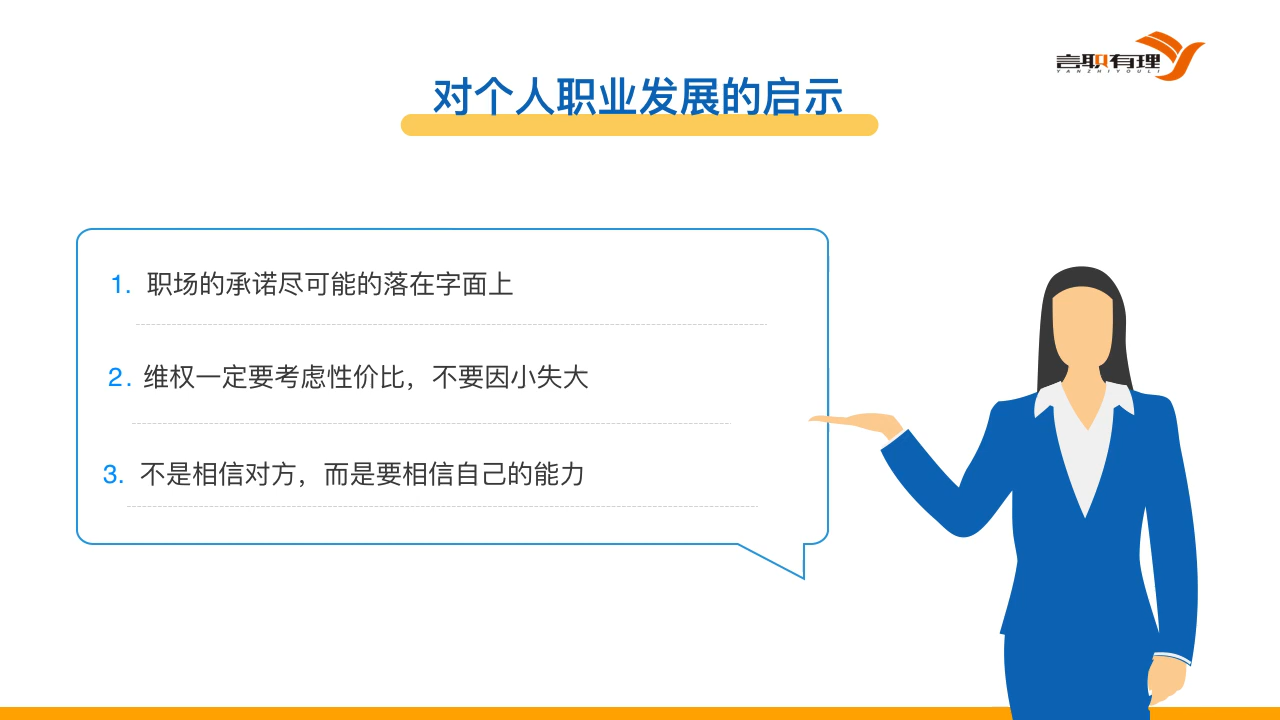 言职有理
YANZHIYOULI
对个人职业发展的启示
1. 职场的承诺尽可能的落在字面上
2. 维权一定要考虑性价比，不要因小失大
3. 不是相信对方，而是要相信自己的能力